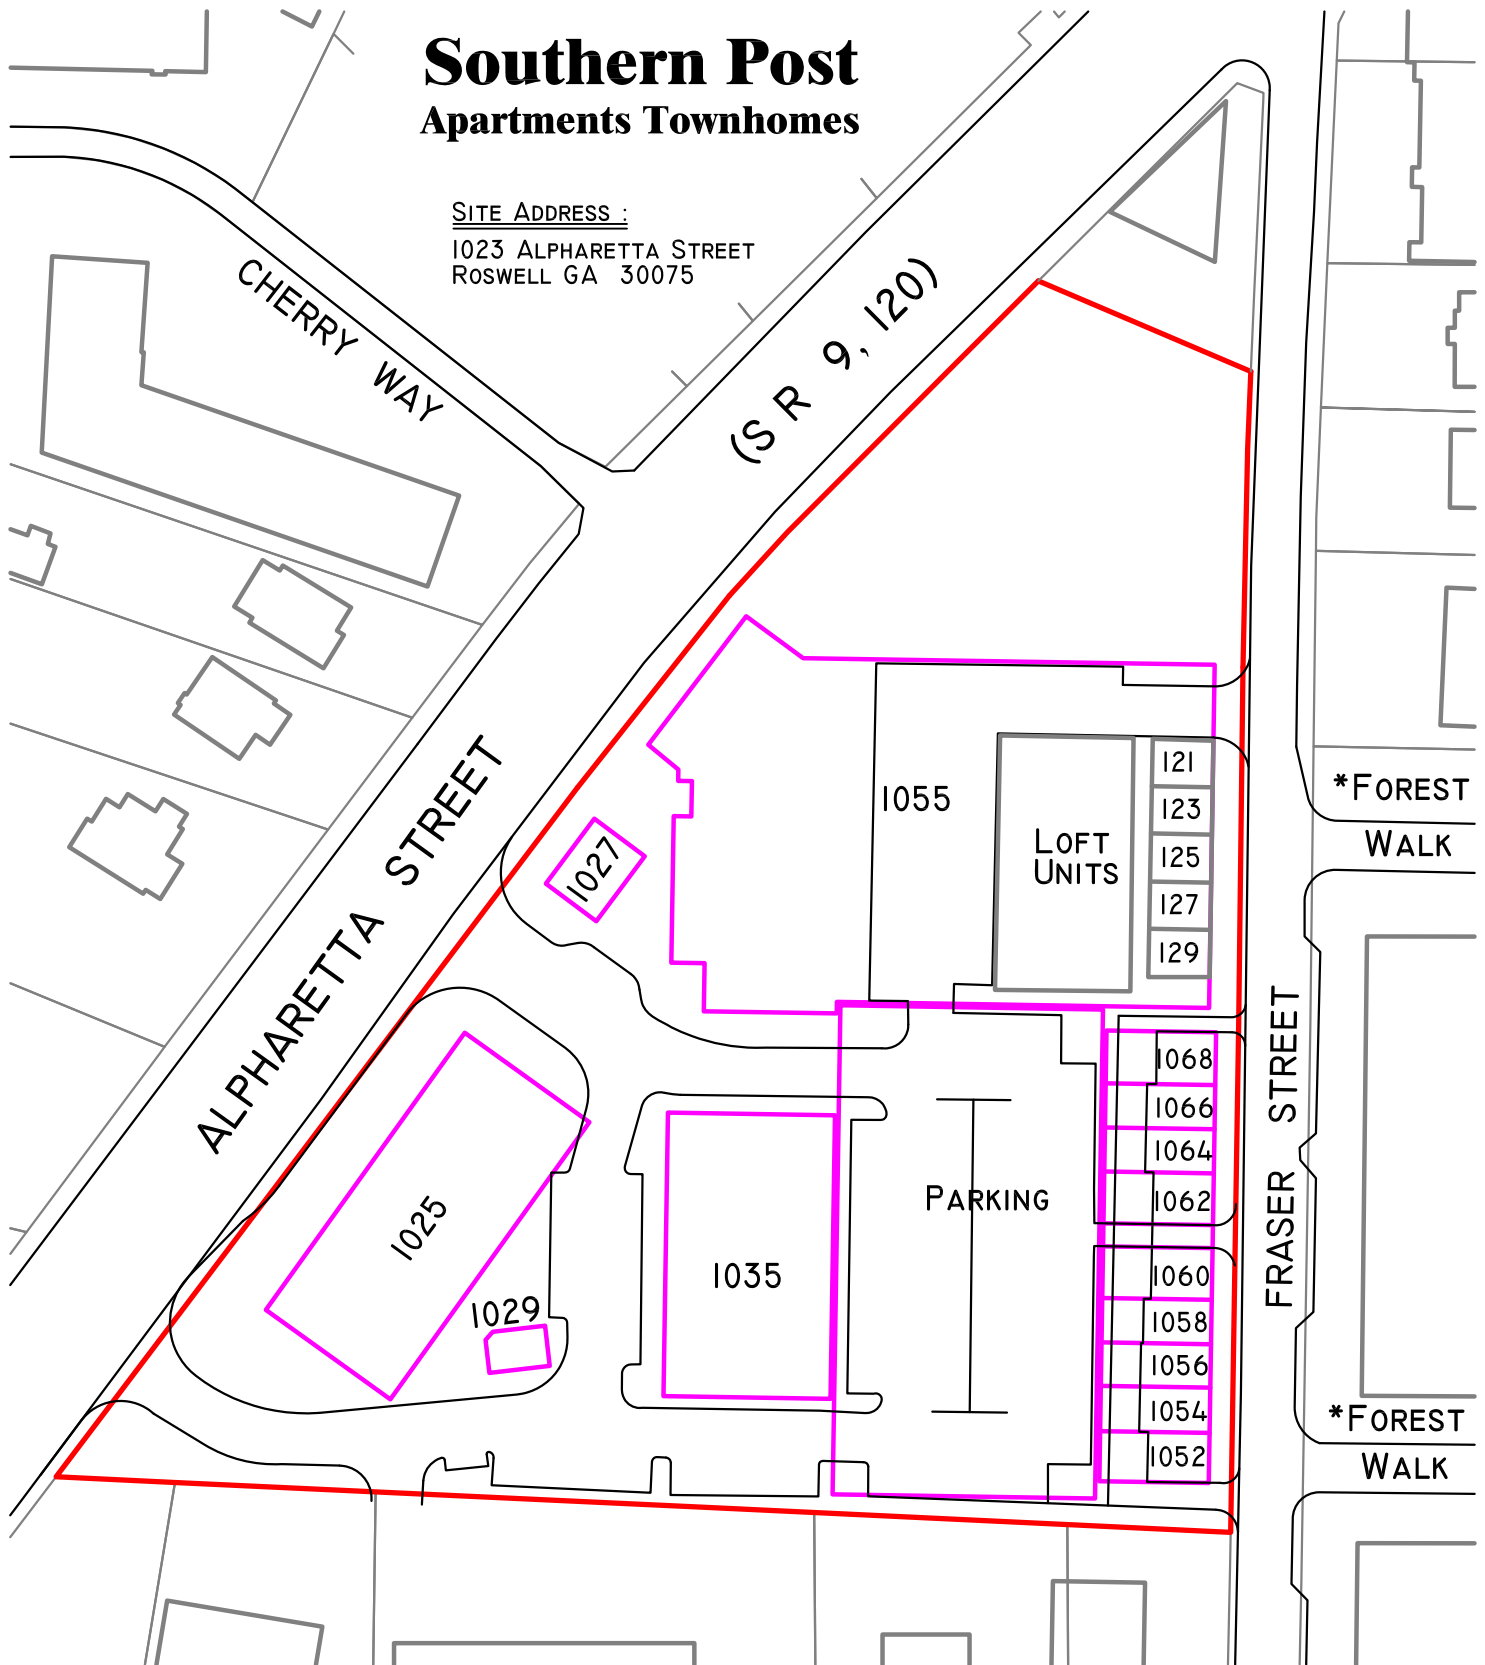 Southern Post
Apartments Townhomes
SITE ADDRESS :
1023 ALPHARETTA STREET
ROSWELL GA 30075
CHERRY WAY
(S R 9, 120)
ALPHARETTA STREET
1027
1055
LOFT
UNITS
121
123
125
127
129
*FOREST
WALK
FRASER STREET
1068
1066
1064
1062
PARKING
1025
1029
1035
1060
1058
1056
1054
1052
*FOREST
WALK